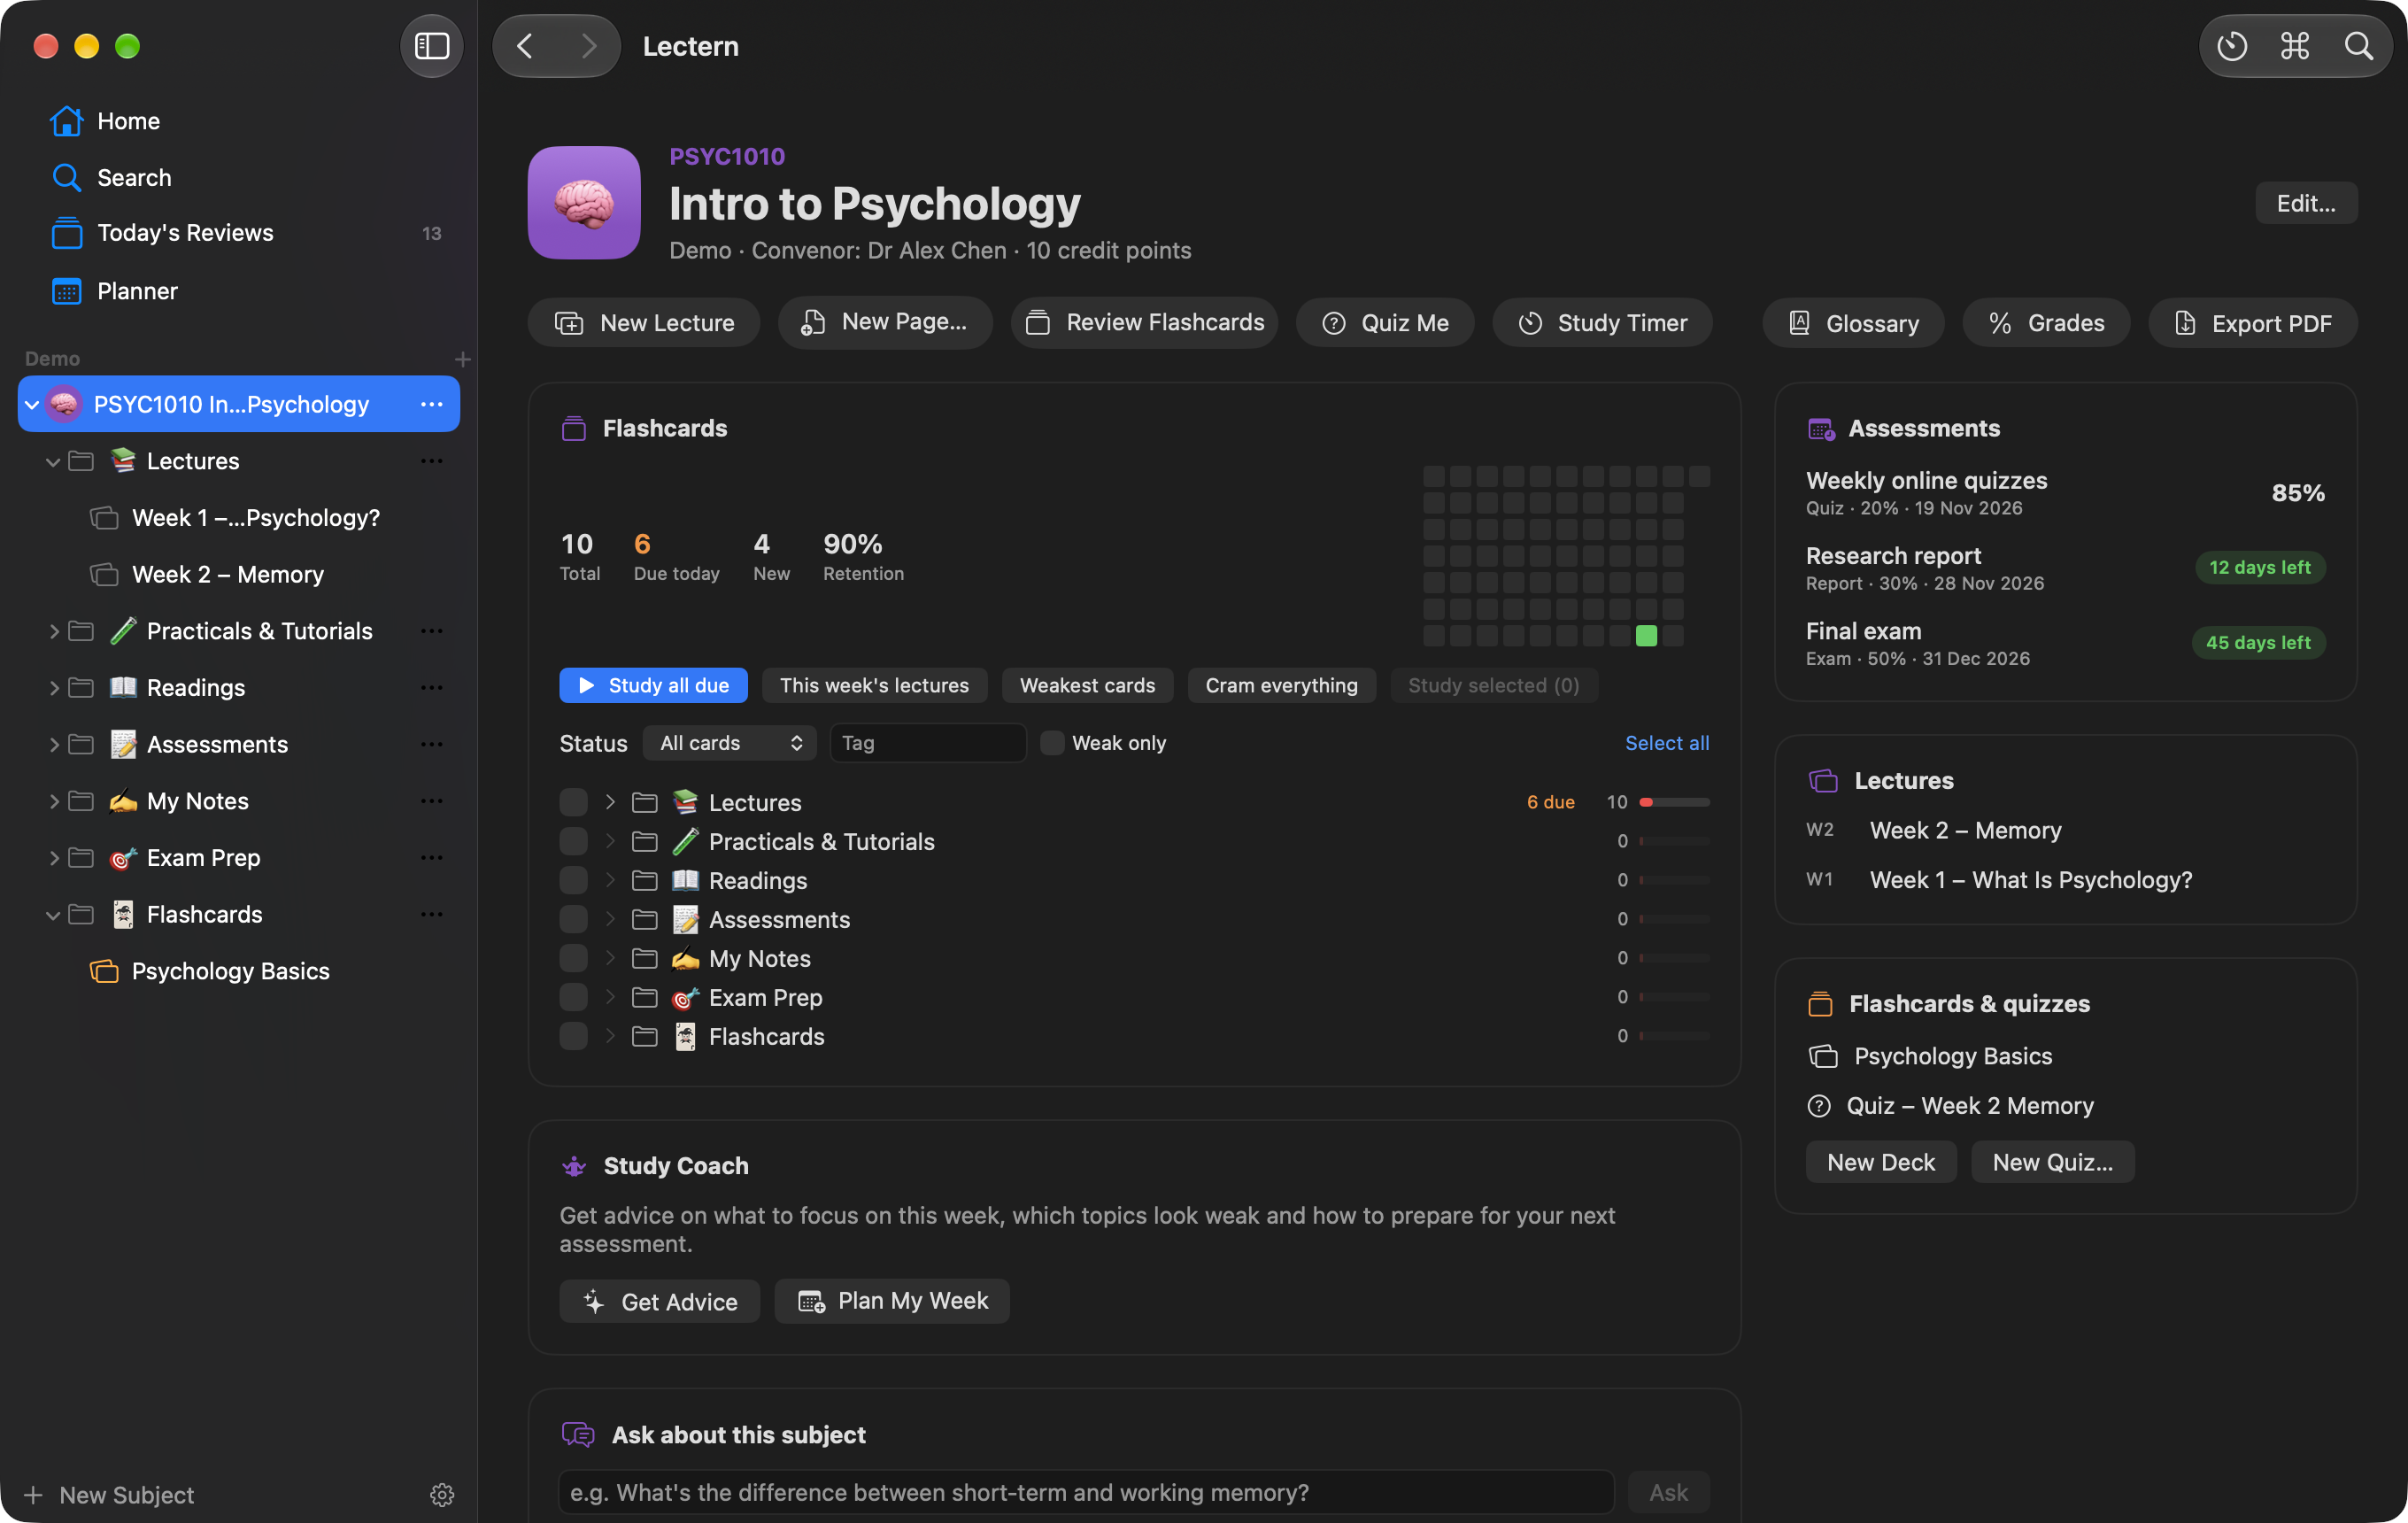 Lectern
Home
Search
Today's Reviews 13
Planner
Demo
PSYC1010 In...Psychology
Lectures
Week 1 –...Psychology?
Week 2 – Memory
Practicals & Tutorials
Readings
Assessments
My Notes
Exam Prep
Flashcards
Psychology Basics
New Subject
PSYC1010
Intro to Psychology
Demo · Convenor: Dr Alex Chen · 10 credit points
Edit...
New Lecture
New Page...
Review Flashcards
Quiz Me
Study Timer
Glossary
Grades
Export PDF
Flashcards
10 6 4 90%
Total Due today New Retention
Study all due
This week's lectures
Weakest cards
Cram everything
Study selected (0)
Status All cards Tag Weak only Select all
Lectures 6 due 10
Practicals & Tutorials 0
Readings 0
Assessments 0
My Notes 0
Exam Prep 0
Flashcards 0
Study Coach
Get advice on what to focus on this week, which topics look weak and how to prepare for your next
assessment.
Get Advice
Plan My Week
Ask about this subject
e.g. What's the difference between short-term and working memory?
Ask
Assessments
Weekly online quizzes 85%
Quiz · 20% · 19 Nov 2026
Research report 12 days left
Report · 30% · 28 Nov 2026
Final exam 45 days left
Exam · 50% · 31 Dec 2026
Lectures
W2 Week 2 – Memory
W1 Week 1 – What Is Psychology?
Flashcards & quizzes
Psychology Basics
Quiz – Week 2 Memory
New Deck
New Quiz...